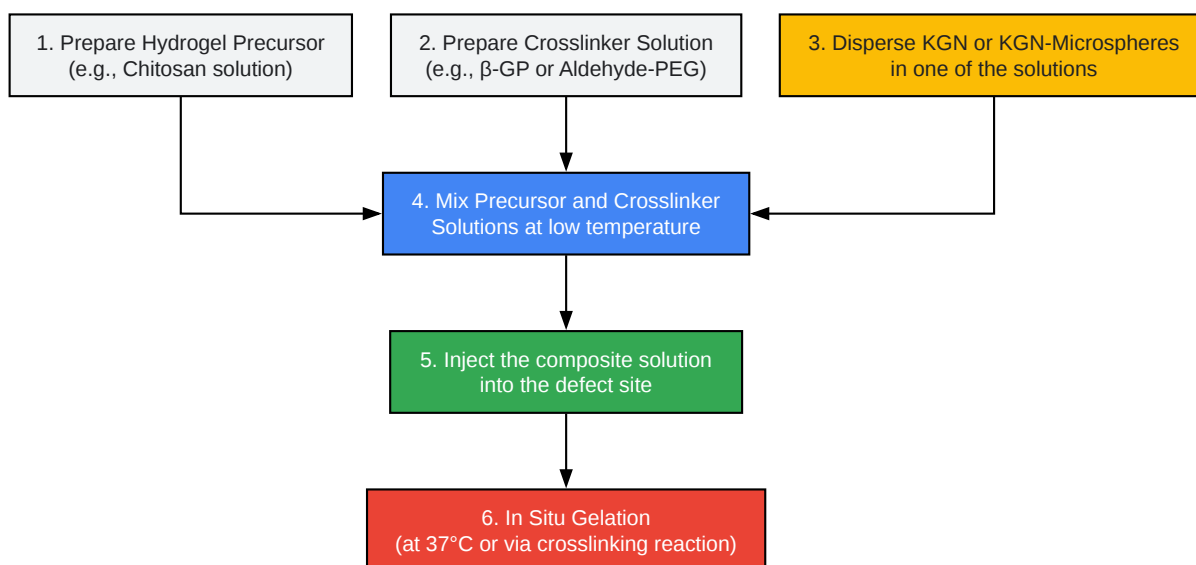 1. Prepare Hydrogel Precursor
(e.g., Chitosan solution)
2. Prepare Crosslinker Solution
(e.g., β-GP or Aldehyde-PEG)
3. Disperse KGN or KGN-Microspheres
in one of the solutions
4. Mix Precursor and Crosslinker
Solutions at low temperature
5. Inject the composite solution
into the defect site
6. In Situ Gelation
(at 37°C or via crosslinking reaction)